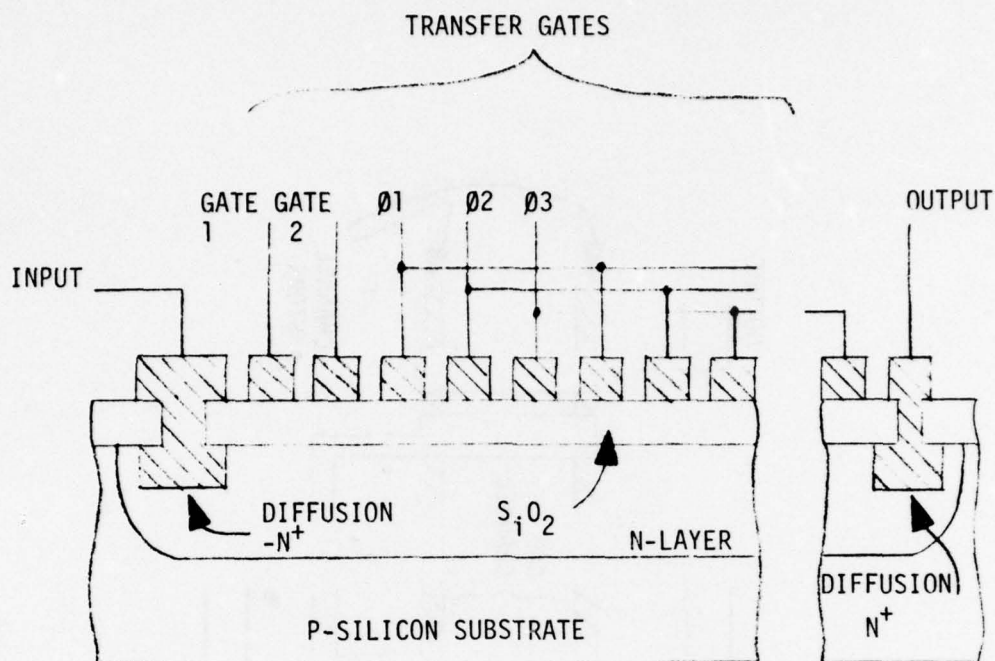 TRANSFER GATES
GATE GATE Ø1 Ø2 Ø3 OUTPUT
1 2
INPUT
DIFFUSION
-N⁺
SiO₂
N-LAYER
DIFFUSION
N⁺
P-SILICON SUBSTRATE